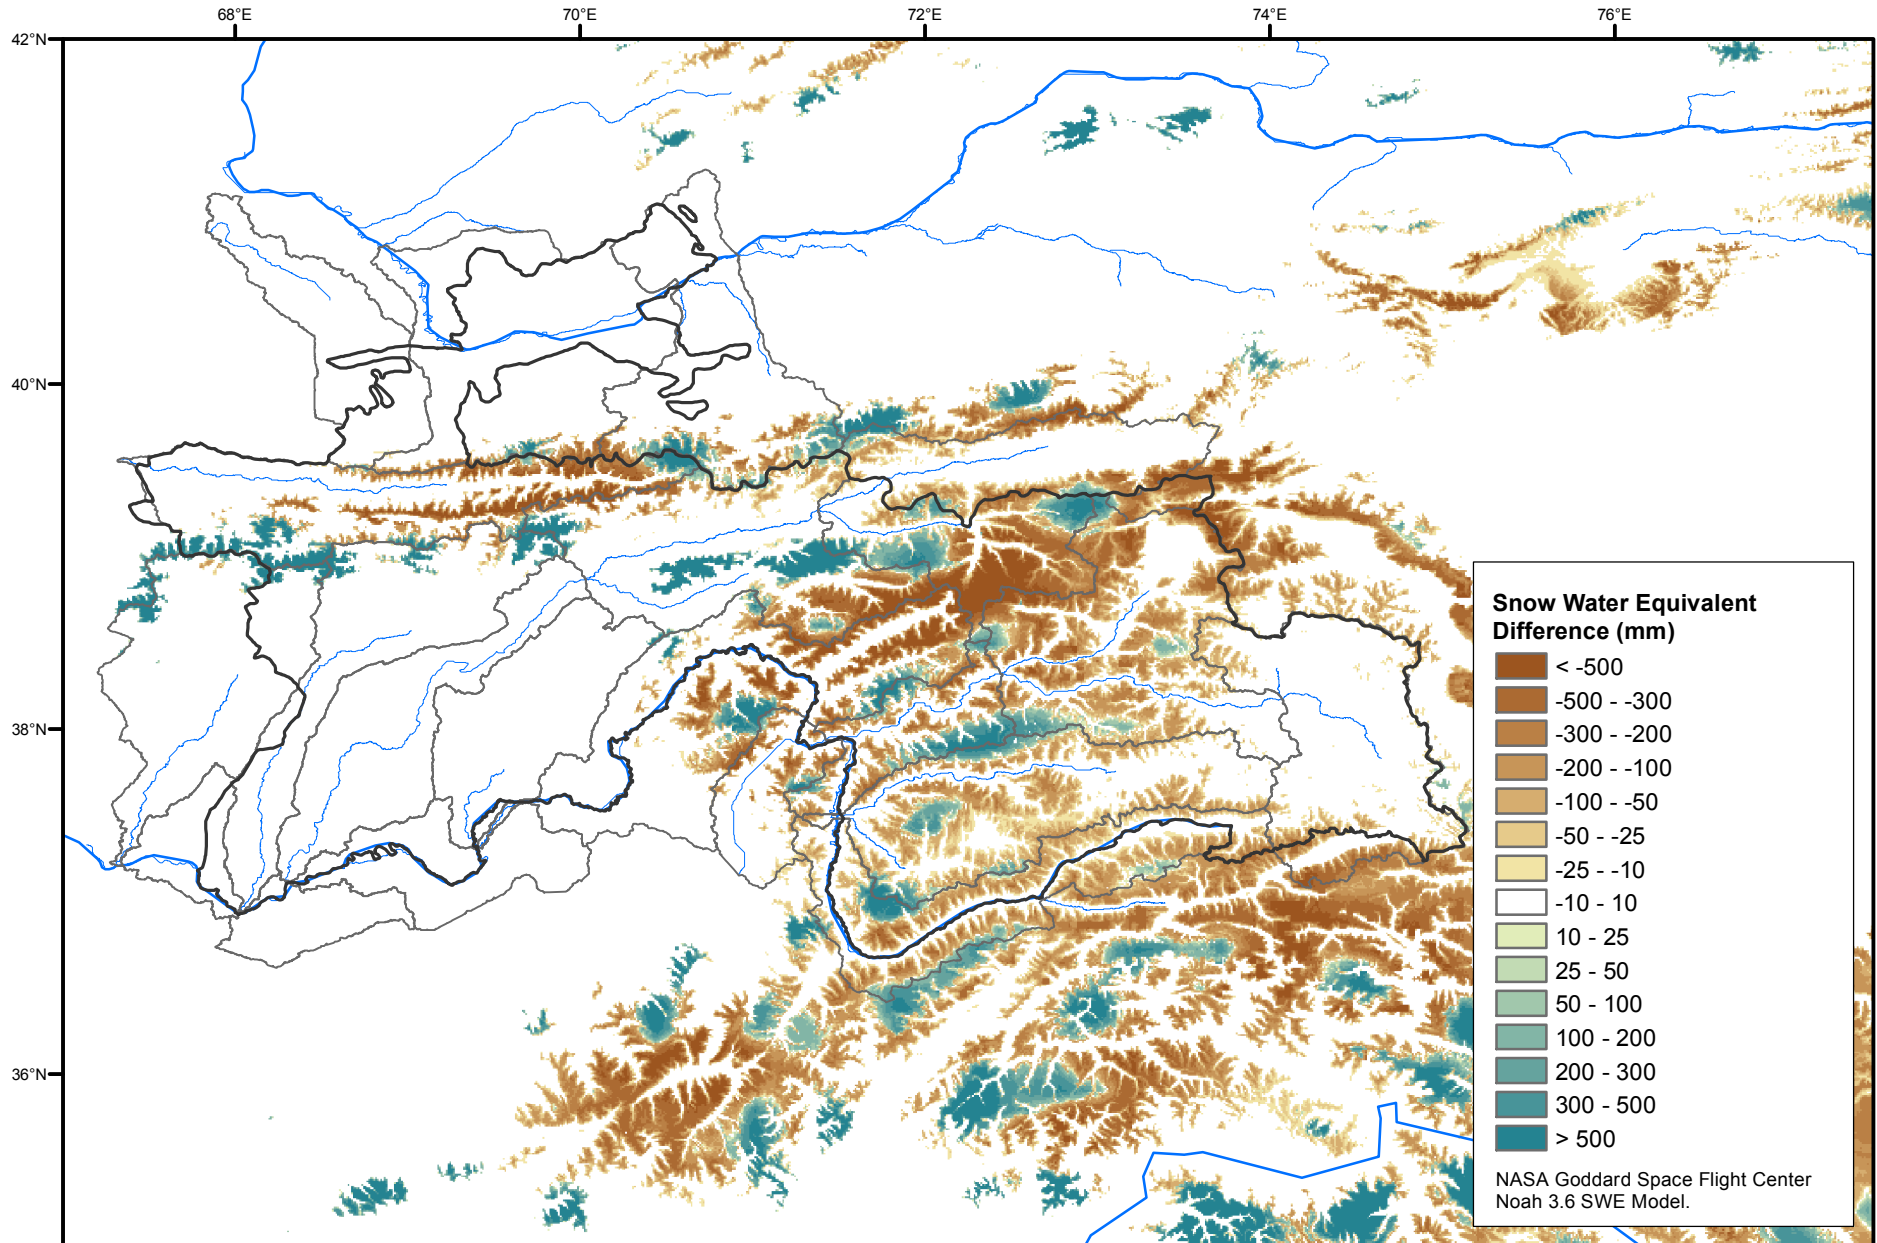 68°E 70°E 72°E 74°E 76°E
42°N
40°N
38°N
36°N
Snow Water Equivalent
Difference (mm)
< -500
-500 - -300
-300 - -200
-200 - -100
-100 - -50
-50 - -25
-25 - -10
-10 - 10
10 - 25
25 - 50
50 - 100
100 - 200
200 - 300
300 - 500
> 500
NASA Goddard Space Flight Center
Noah 3.6 SWE Model.